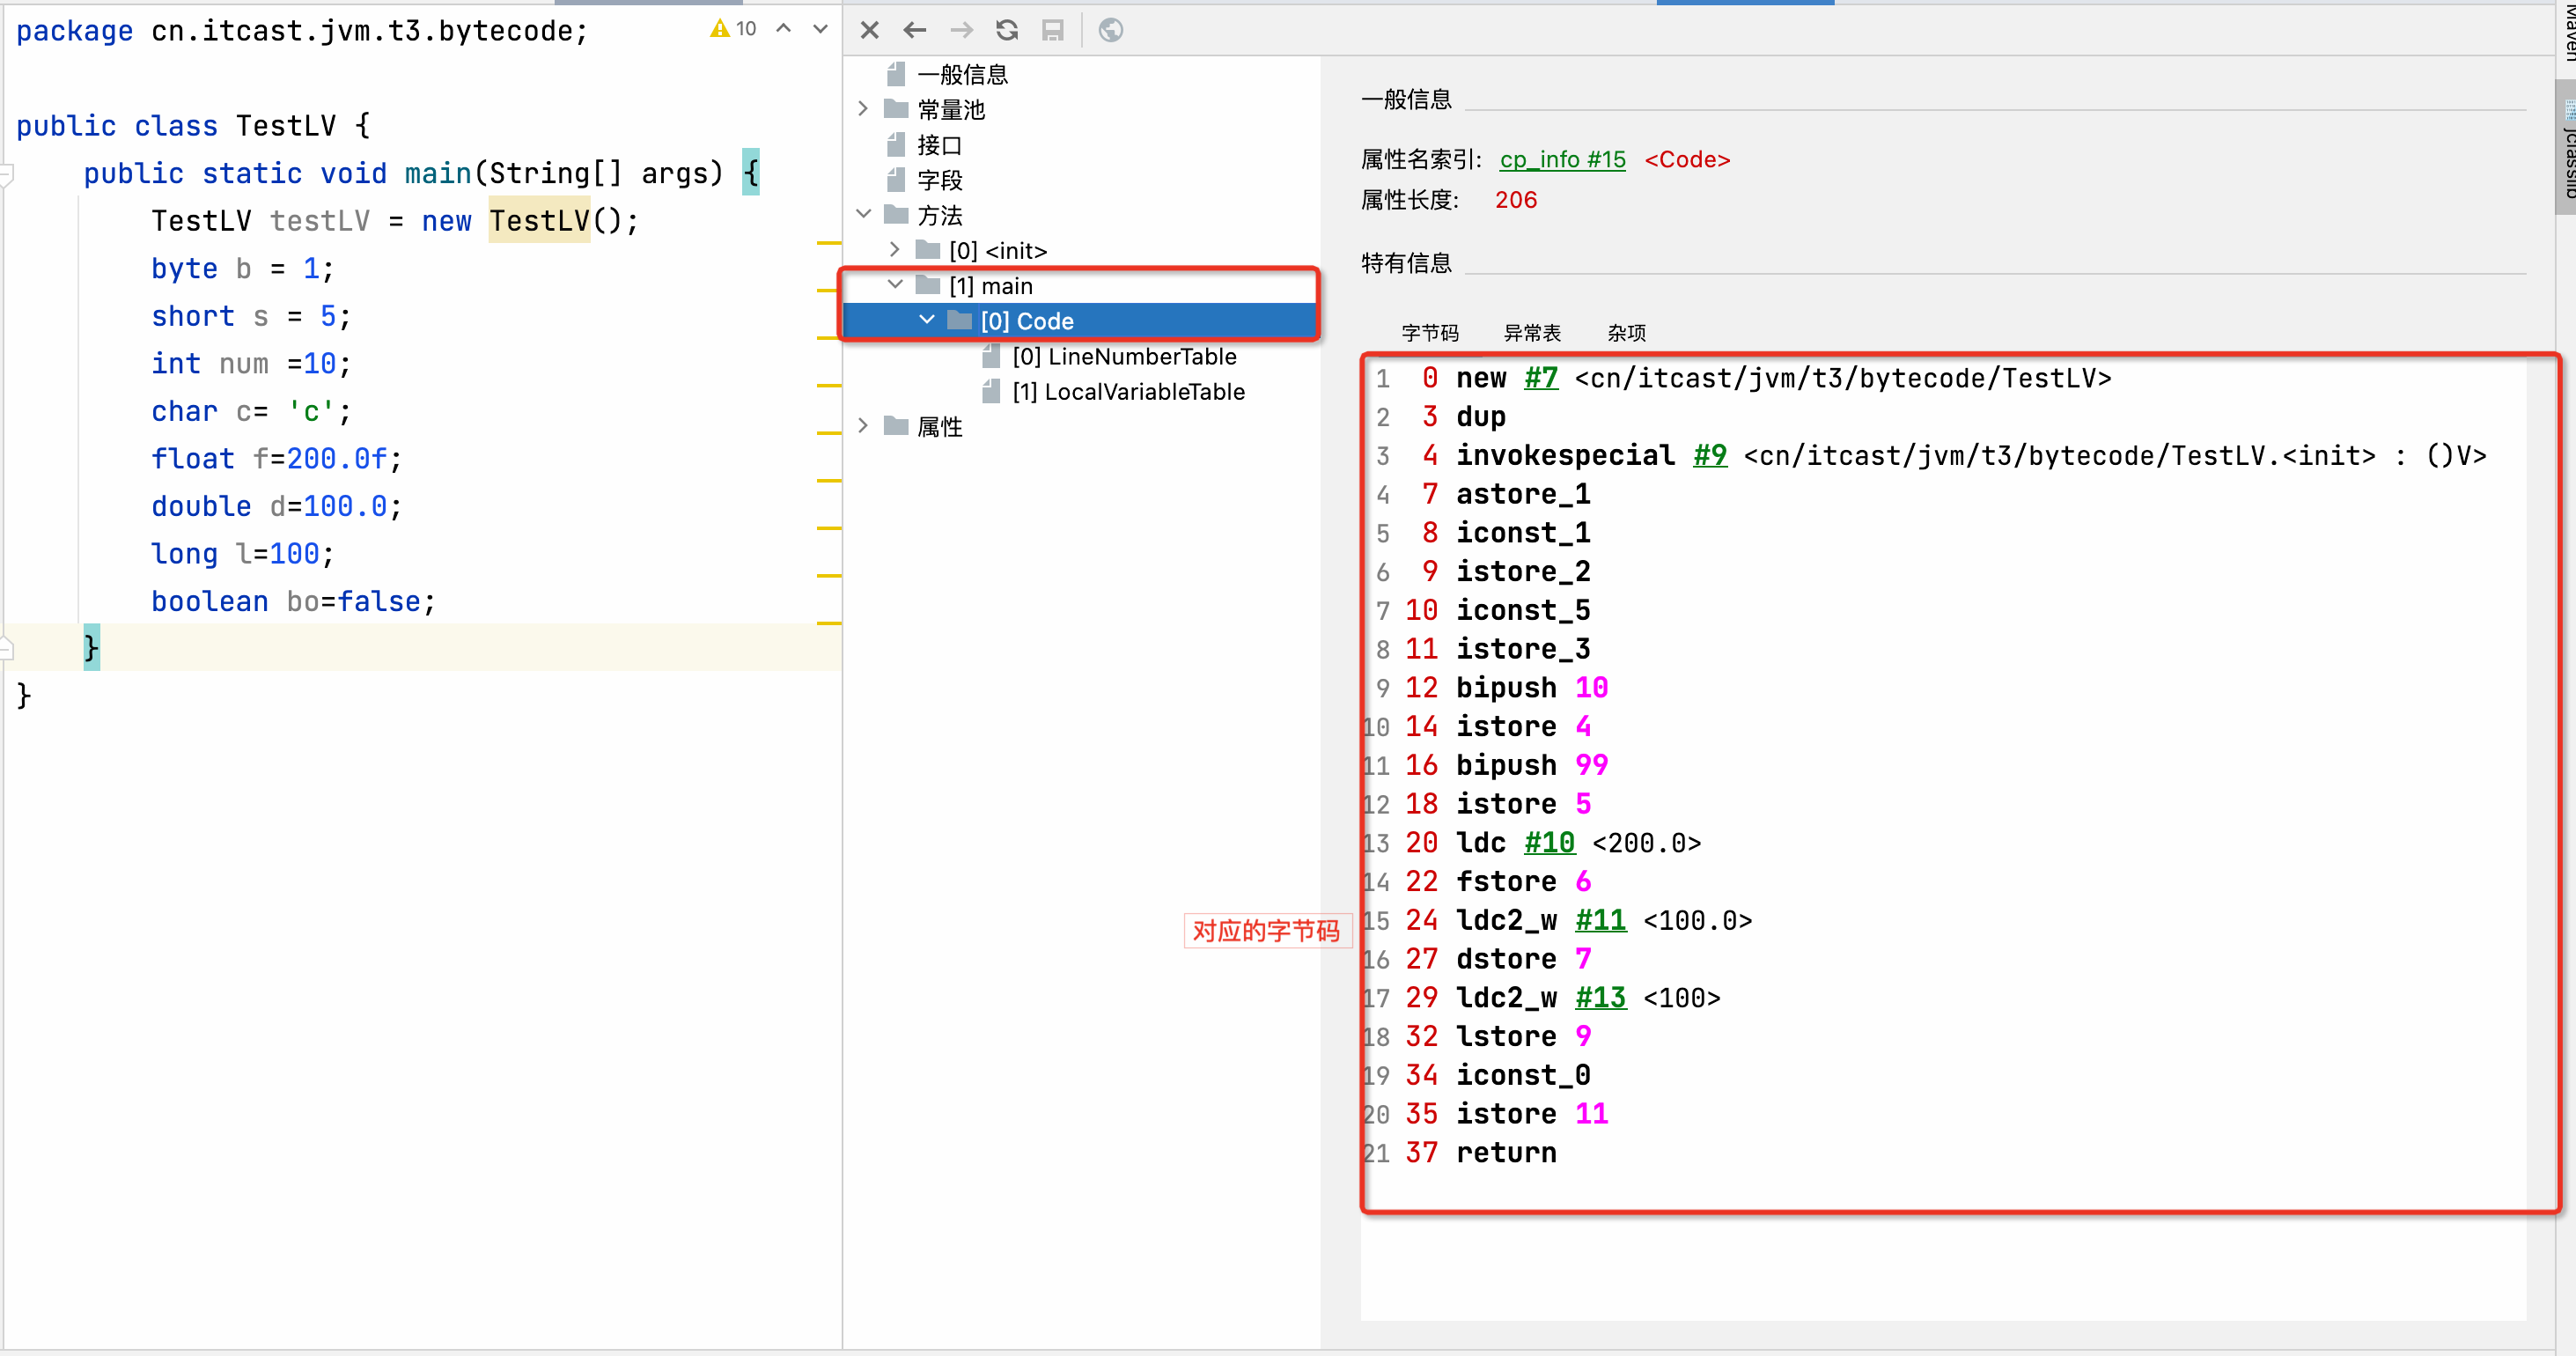 package cn.itcast.jvm.t3.bytecode;
10
public class TestLV {
public static void main(String[] args) {
TestLV testLV = new TestLV();
byte b = 1;
short s = 5;
int num =10;
char c= 'c';
float f=200.0f;
double d=100.0;
long l=100;
boolean bo=false;
}
}
一般信息
常量池
接口
字段
方法
[0] <init>
[1] main
[0] Code
[0] LineNumberTable
[1] LocalVariableTable
属性
对应的字节码
一般信息
属性名索引: cp_info #15 <Code>
属性长度: 206
特有信息
字节码 异常表 杂项
1 0 new #7 <cn/itcast/jvm/t3/bytecode/TestLV>
2 3 dup
3 4 invokespecial #9 <cn/itcast/jvm/t3/bytecode/TestLV.<init> : ()V>
4 7 astore_1
5 8 iconst_1
6 9 istore_2
7 10 iconst_5
8 11 istore_3
9 12 bipush 10
10 14 istore 4
11 16 bipush 99
12 18 istore 5
13 20 ldc #10 <200.0>
14 22 fstore 6
15 24 ldc2_w #11 <100.0>
16 27 dstore 7
17 29 ldc2_w #13 <100>
18 32 lstore 9
19 34 iconst_0
20 35 istore 11
21 37 return
Maven
jclasslib